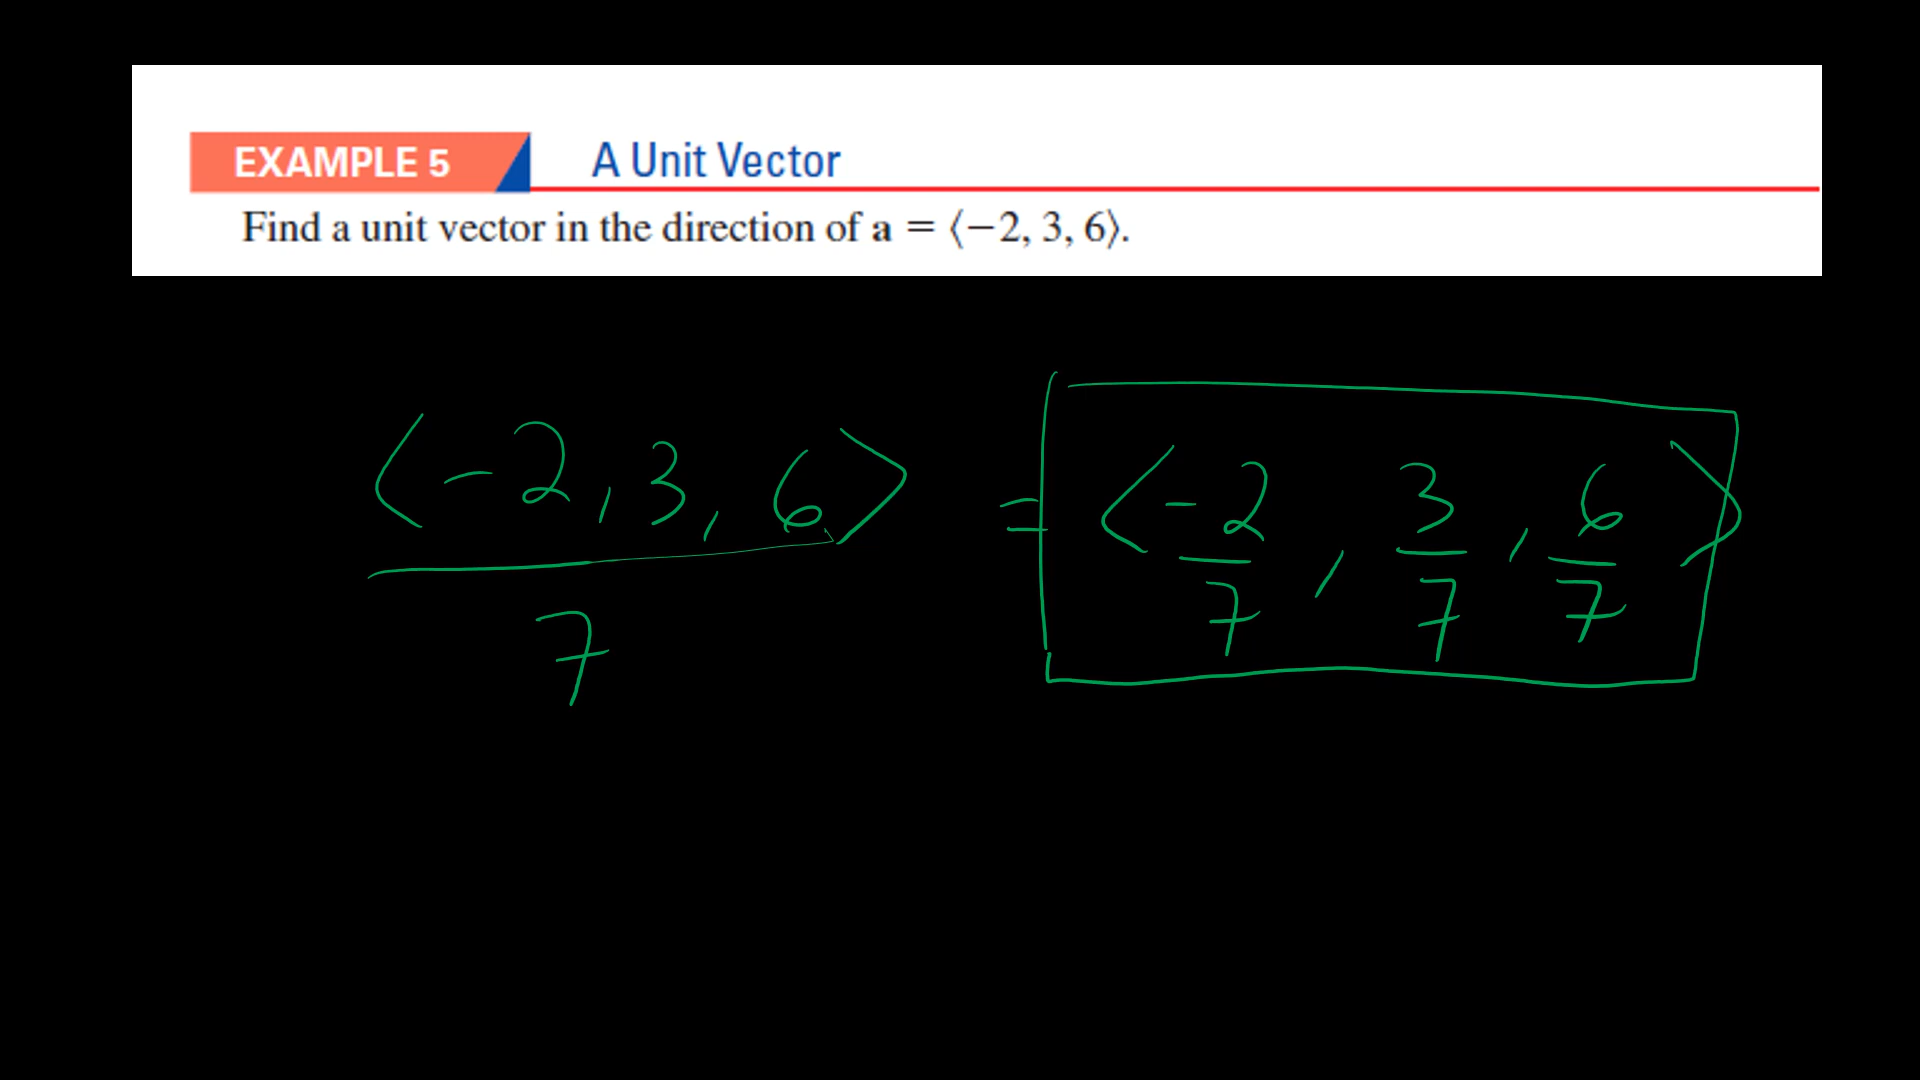 EXAMPLE 5 A Unit Vector
Find a unit vector in the direction of a = ⟨−2, 3, 6⟩.
⟨-2, 3, 6⟩ / 7 = ⟨-2/7, 3/7, 6/7⟩